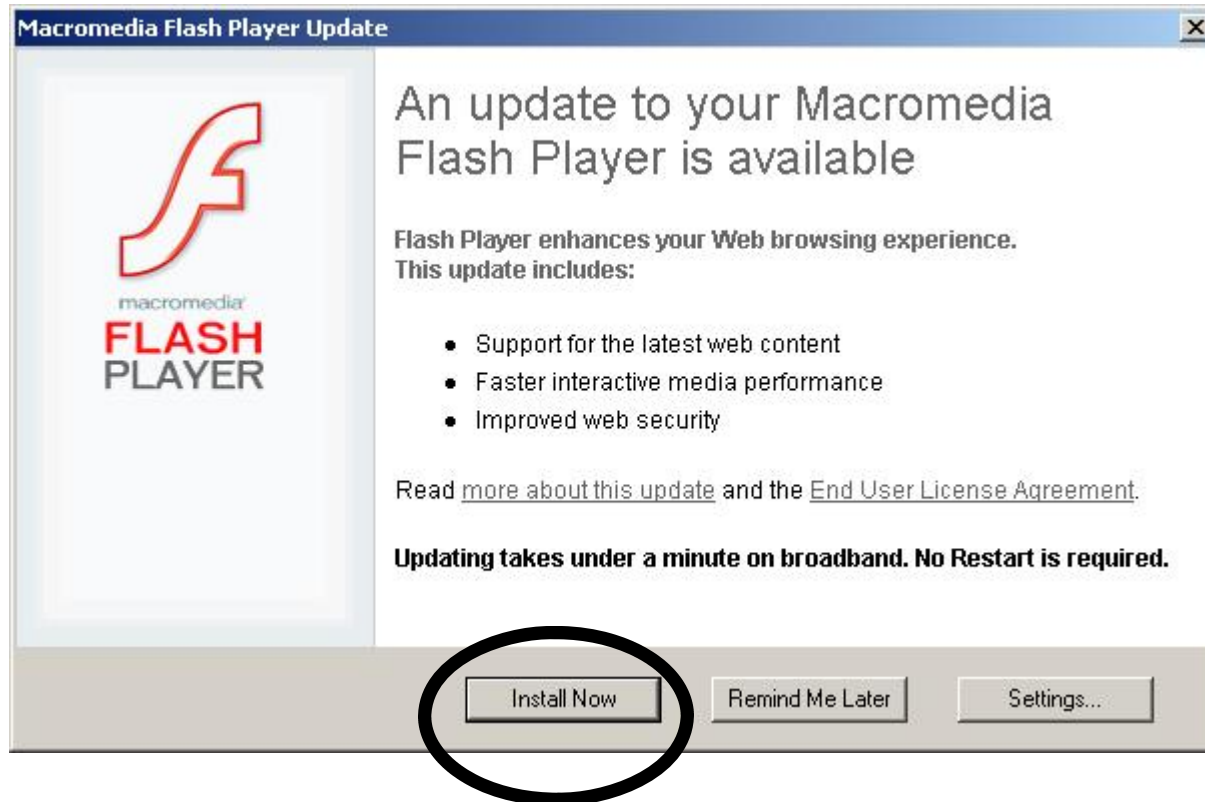 Macromedia Flash Player Update
macromedia
FLASH
PLAYER
An update to your Macromedia
Flash Player is available
Flash Player enhances your Web browsing experience.
This update includes:
• Support for the latest web content
• Faster interactive media performance
• Improved web security
Read more about this update and the End User License Agreement.
Updating takes under a minute on broadband. No Restart is required.
Install Now
Remind Me Later
Settings...